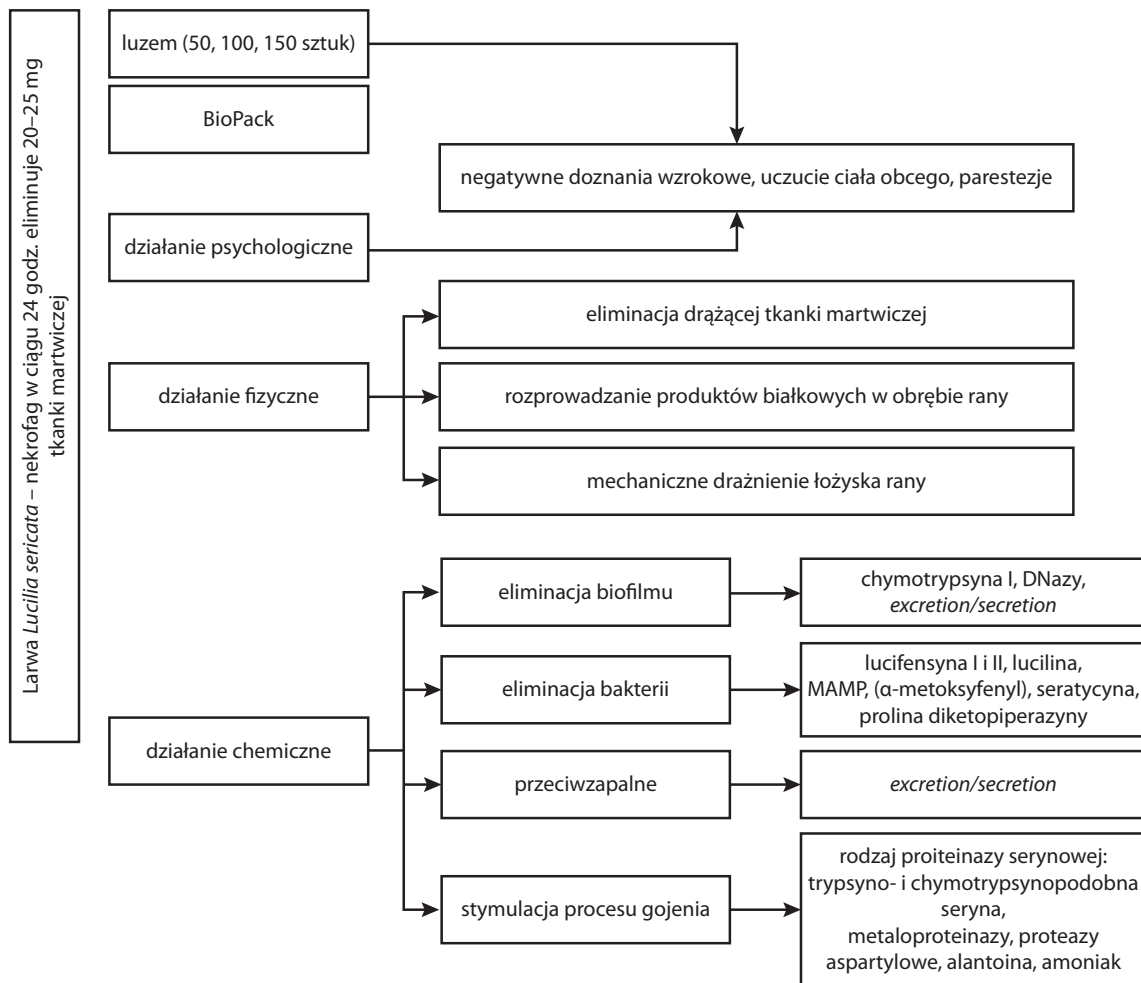 Larwa Lucilia sericata – nekrofag w ciągu 24 godz. eliminuje 20–25 mg
tkanki martwiczej
luzem (50, 100, 150 sztuk)
BioPack
negatywne doznania wzrokowe, uczucie ciała obcego, parestezje
działanie psychologiczne
eliminacja drążącej tkanki martwiczej
działanie fizyczne
rozprowadzanie produktów białkowych w obrębie rany
mechaniczne drażnienie łożyska rany
eliminacja biofilmu
chymotrypsyna I, DNazy,
excretion/secretion
eliminacja bakterii
lucifensyna I i II, lucilina,
MAMP, (α-metoksyfenyl), seratycyna,
prolina diketopiperazyny
działanie chemiczne
przeciwzapalne
excretion/secretion
stymulacja procesu gojenia
rodzaj proiteinazy serynowej:
trypsyno- i chymotrypsynopodobna
seryna,
metaloproteinazy, proteazy
aspartylowe, alantoina, amoniak